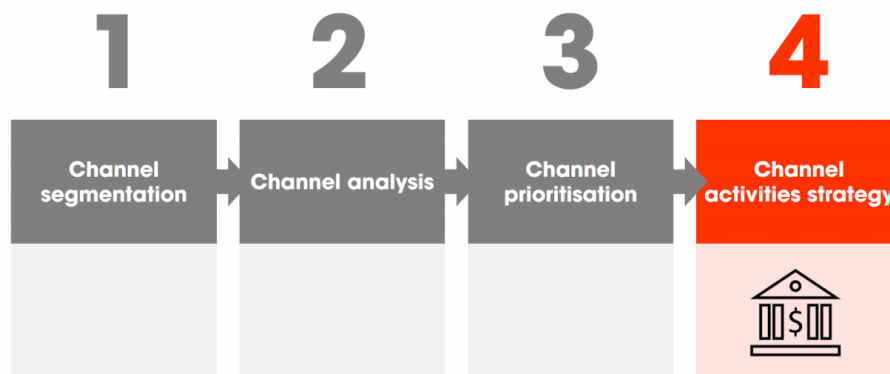 1
2
3
4
Channel
segmentation
Channel analysis
Channel
prioritisation
Channel
activities strategy
$